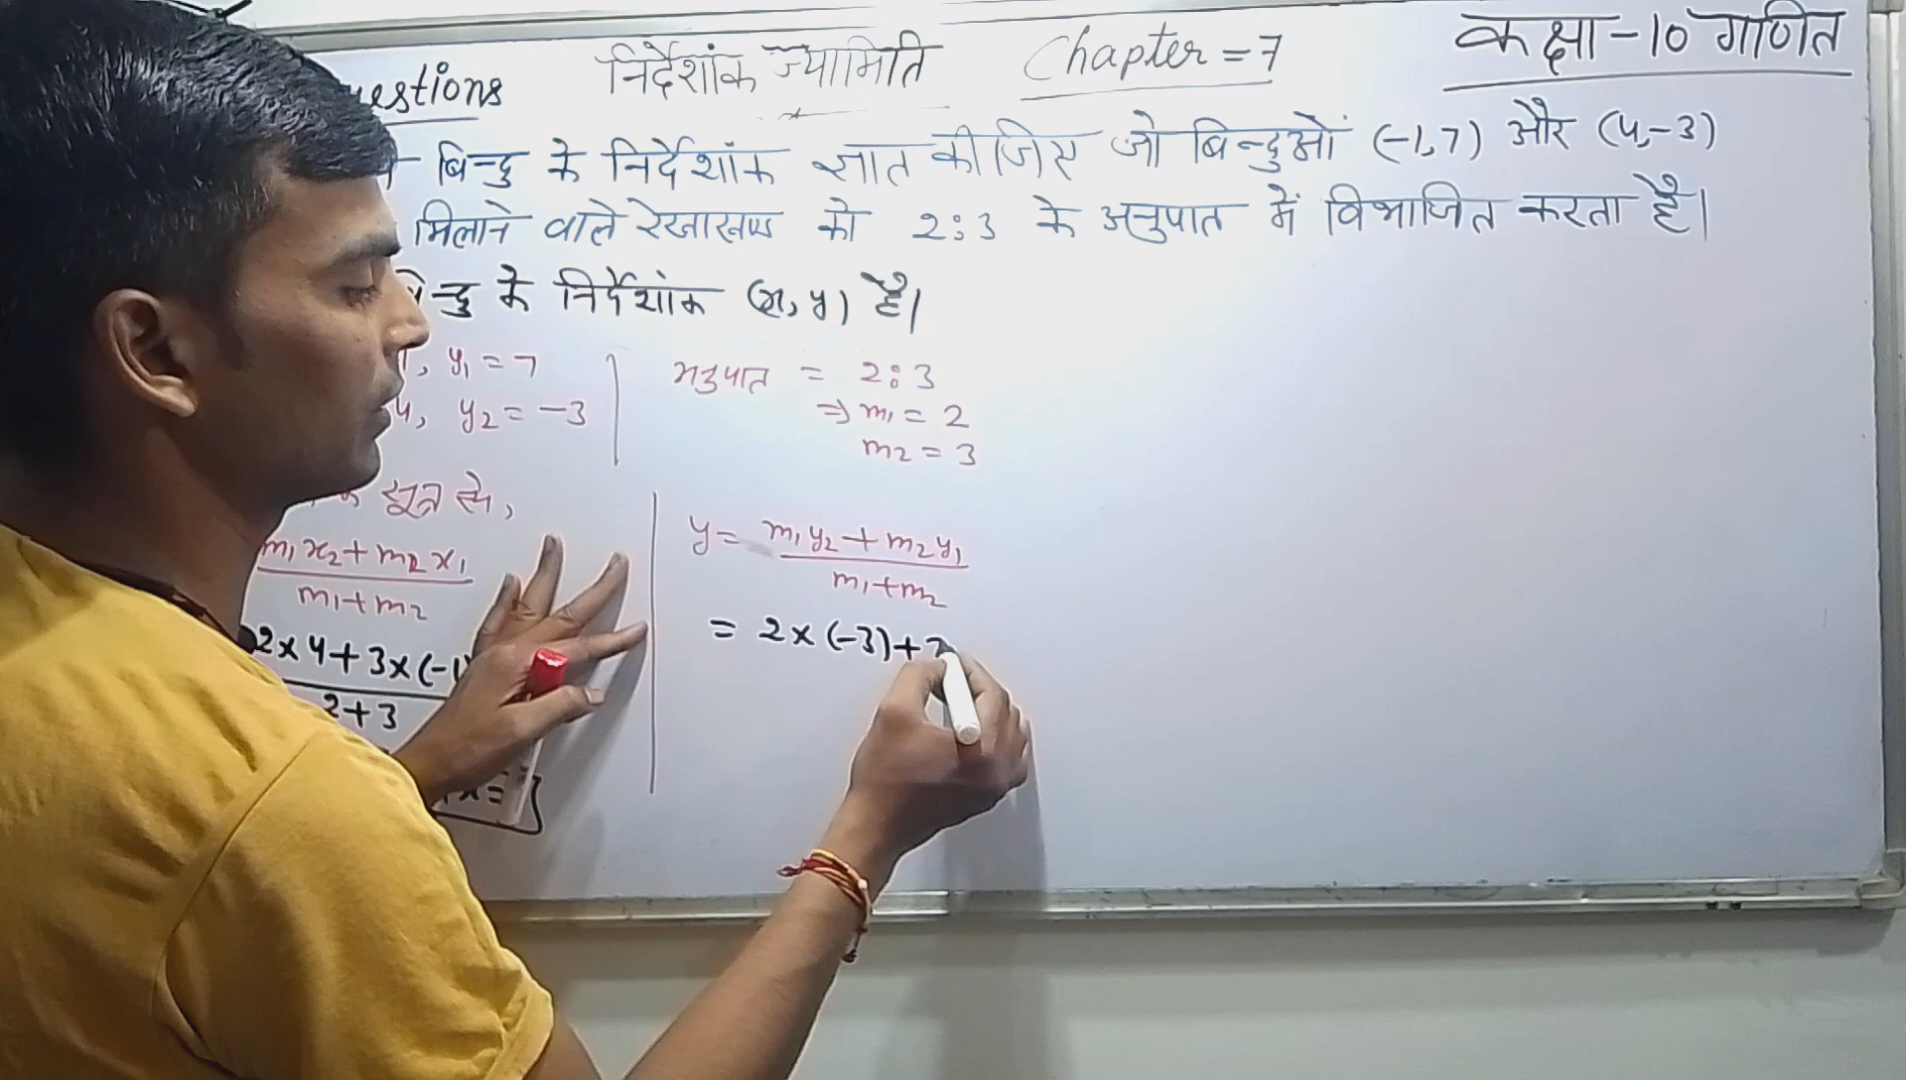 निर्देशांक ज्यामिति Chapter = 7 कक्षा - 10 गणित
बिन्दु के निर्देशांक ज्ञात कीजिए जो बिन्दुओं (-1, 7) और (4, -3)
मिलाने वाले रेखाखण्ड को 2:3 के अनुपात में विभाजित करता है।
के निर्देशांक (x, y) है।
, y₁ = 7
4, y₂ = -3
अनुपात = 2:3
⇒ m₁ = 2
m₂ = 3
सूत्र से,
m₁x₂ + m₂x₁
m₁ + m₂
2 × 4 + 3 × (-1
2 + 3
x =
y = m₁y₂ + m₂y₁
m₁ + m₂
= 2 × (-3) +